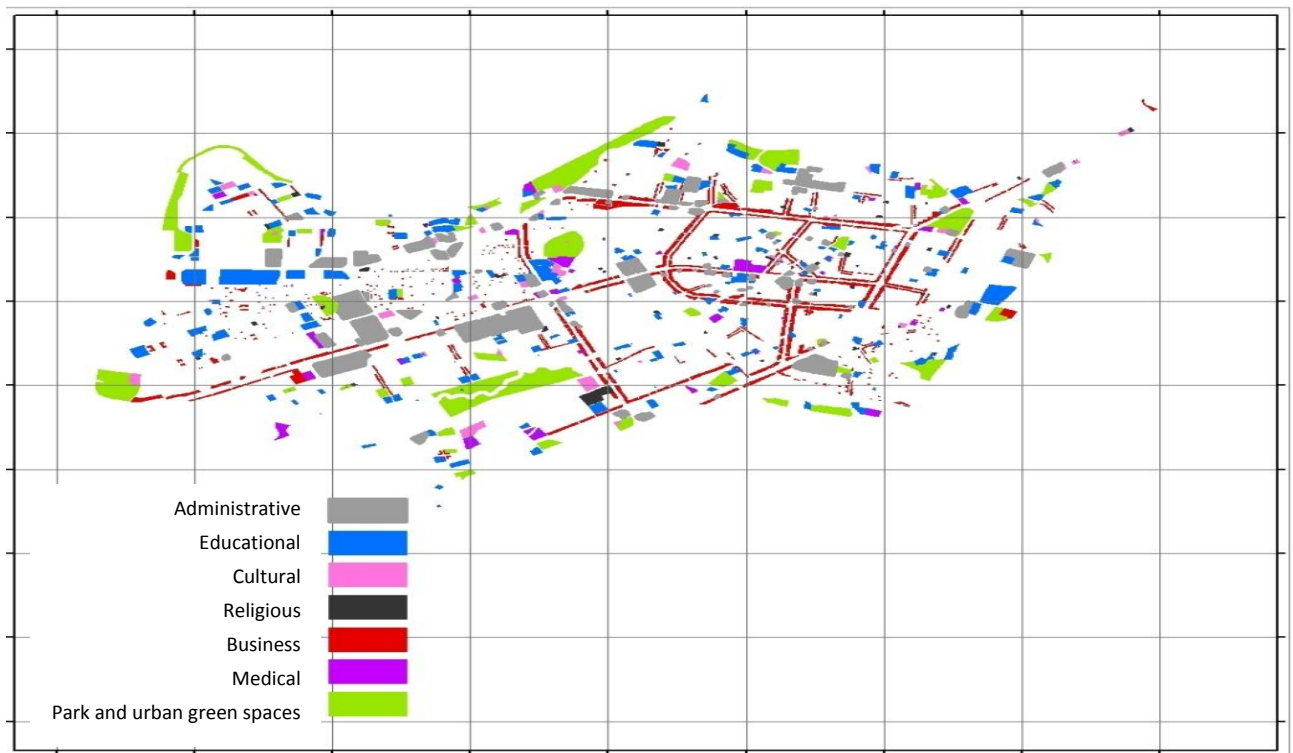 Administrative
Educational
Cultural
Religious
Business
Medical
Park and urban green spaces